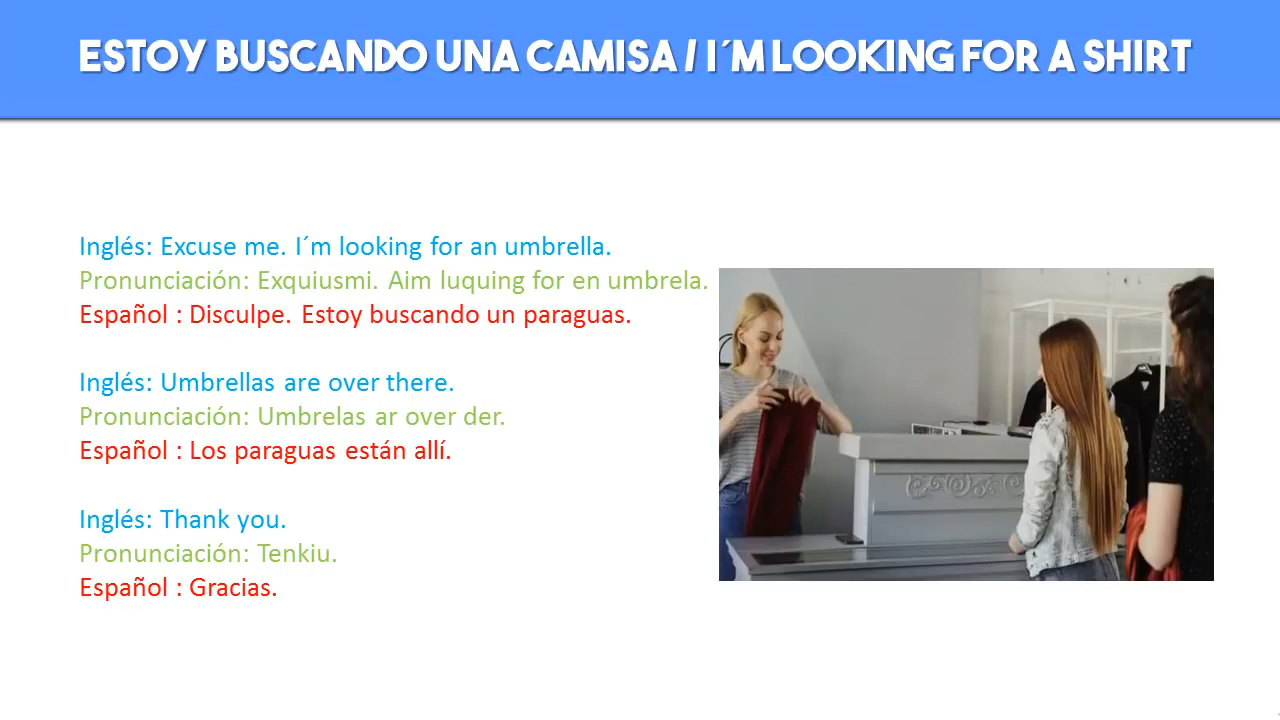 ESTOY BUSCANDO UNA CAMISA / I´M LOOKING FOR A SHIRT
Inglés: Excuse me. I´m looking for an umbrella.
Pronunciación: Exquiusmi. Aim luquing for en umbrela.
Español : Disculpe. Estoy buscando un paraguas.
Inglés: Umbrellas are over there.
Pronunciación: Umbrelas ar over der.
Español : Los paraguas están allí.
Inglés: Thank you.
Pronunciación: Tenkiu.
Español : Gracias.